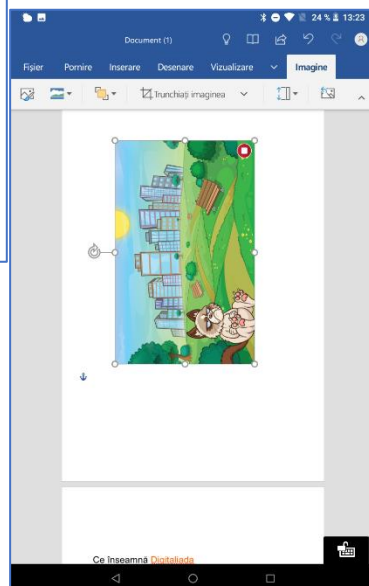 24 % 13:23
Document (1)
Fișier Pornire Inserare Desenare Vizualizare Imagine
Trunchiați imaginea
Ce înseamnă Digitaliada